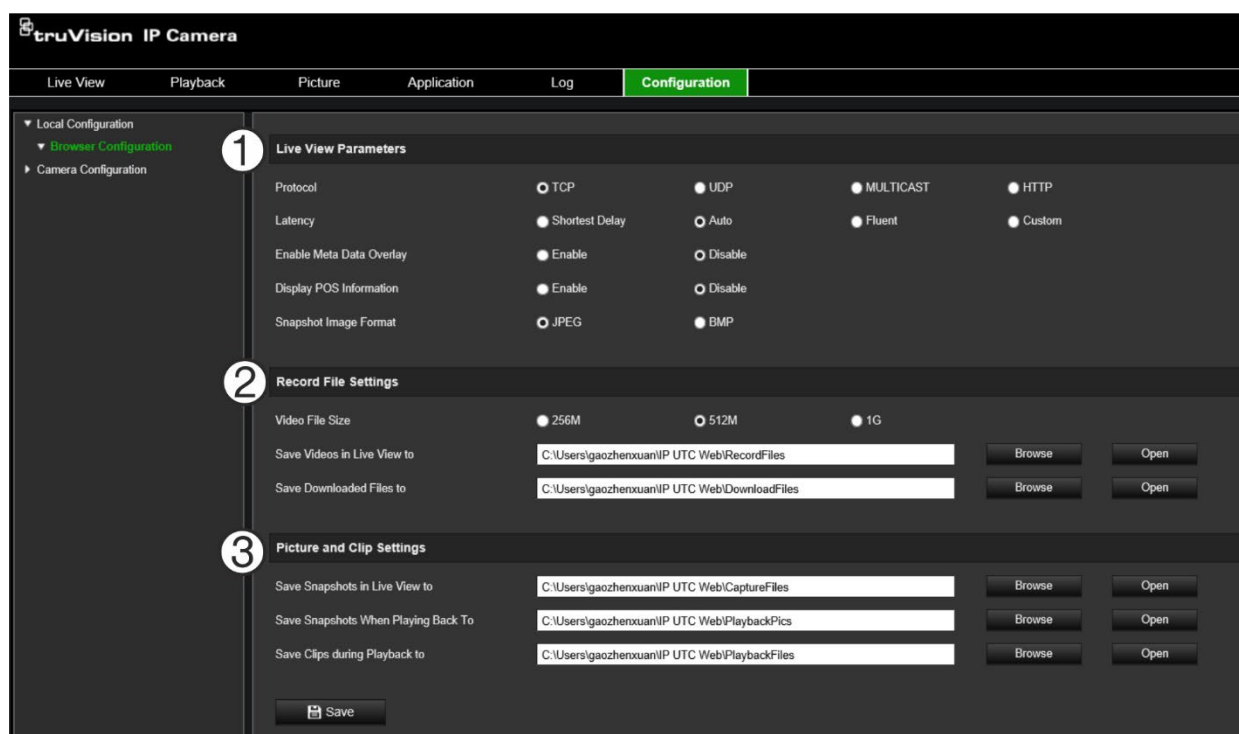 truVision IP Camera
Live View Playback Picture Application Log Configuration
Local Configuration
Browser Configuration
Camera Configuration
1 Live View Parameters
Protocol TCP UDP MULTICAST HTTP
Latency Shortest Delay Auto Fluent Custom
Enable Meta Data Overlay Enable Disable
Display POS Information Enable Disable
Snapshot Image Format JPEG BMP
2 Record File Settings
Video File Size 256M 512M 1G
Save Videos in Live View to C:\Users\gaozhenxuan\IP UTC Web\RecordFiles Browse Open
Save Downloaded Files to C:\Users\gaozhenxuan\IP UTC Web\DownloadFiles Browse Open
3 Picture and Clip Settings
Save Snapshots in Live View to C:\Users\gaozhenxuan\IP UTC Web\CaptureFiles Browse Open
Save Snapshots When Playing Back To C:\Users\gaozhenxuan\IP UTC Web\PlaybackPics Browse Open
Save Clips during Playback to C:\Users\gaozhenxuan\IP UTC Web\PlaybackFiles Browse Open
Save